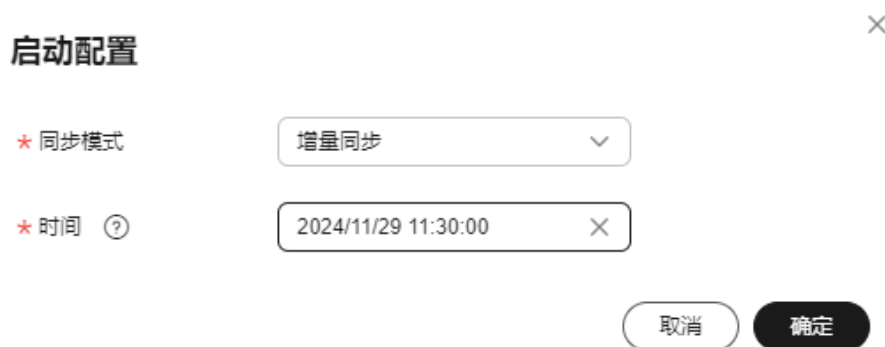 启动配置
* 同步模式 增量同步
* 时间 ? 2024/11/29 11:30:00
取消 确定